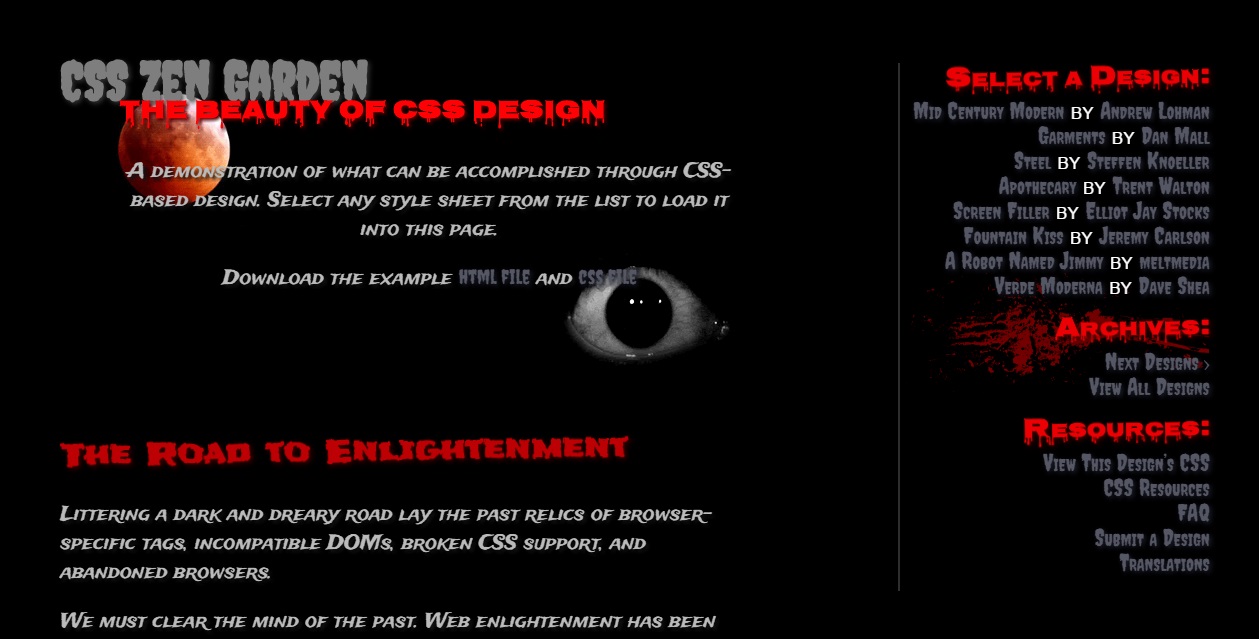 CSS ZEN GARDEN
THE BEAUTY OF CSS DESIGN
A demonstration of what can be accomplished through CSS-
based design. Select any style sheet from the list to load it
into this page.
Download the example HTML FILE and CSS FILE
The Road to Enlightenment
Littering a dark and dreary road lay the past relics of browser-
specific tags, incompatible DOMs, broken CSS support, and
abandoned browsers.
We must clear the mind of the past. Web enlightenment has been
Select a Design:
Mid Century Modern BY Andrew Lohman
Garments BY Dan Mall
Steel BY Steffen Knoeller
Apothecary BY Trent Walton
Screen Filler BY Elliot Jay Stocks
Fountain Kiss BY Jeremy Carlson
A Robot Named Jimmy BY meltmedia
Verde Moderna BY Dave Shea
Archives:
Next Designs ›
View All Designs
Resources:
View This Design's CSS
CSS Resources
FAQ
Submit a Design
Translations